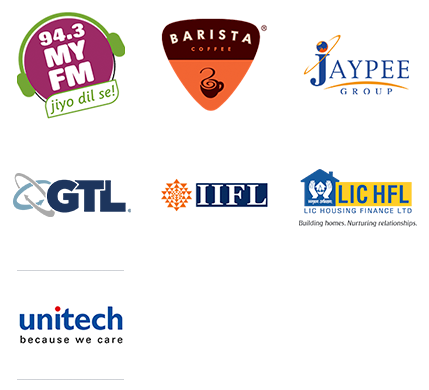 94.3
MY
FM
jiyo dil se!
BARISTA
COFFEE
®
JAYPEE
GROUP
GTL
IIFL
LIC HFL
LIC HOUSING FINANCE LTD
Building homes. Nurturing relationships.
unitech
because we care